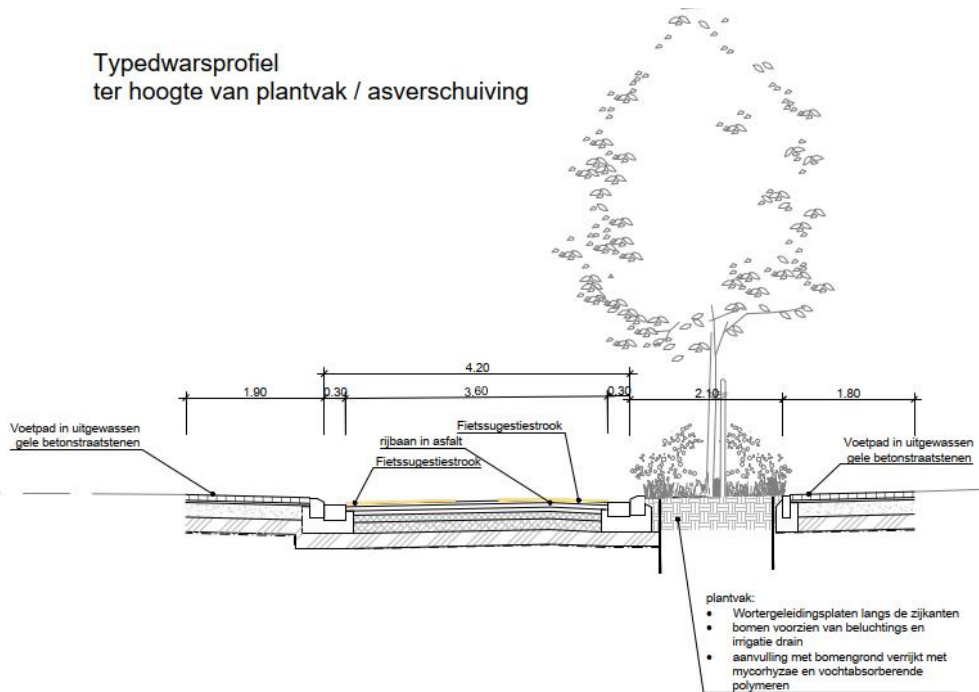 Typedwarsprofiel
ter hoogte van plantvak / asverschuiving
4.20
1.90
0.30
3.60
0.30
2.10
1.80
Voetpad in uitgewassen
gele betonstraatstenen
Fietssugestiestrook
rijbaan in asfalt
Fietssugestiestrook
Voetpad in uitgewassen
gele betonstraatstenen
plantvak:
• Wortergeleidingsplaten langs de zijkanten
• bomen voorzien van beluchtings en
irrigatie drain
• aanvulling met bomengrond verrijkt met
mycorhyzae en vochtabsorberende
polymeren